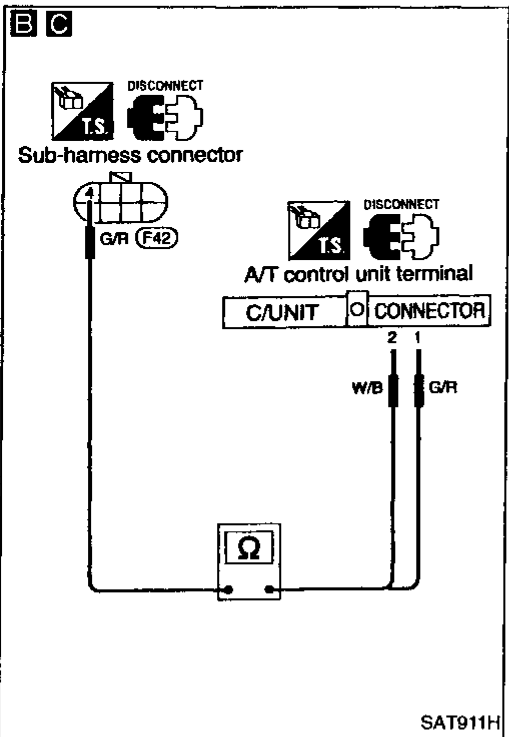 B C
DISCONNECT
T.S.
Sub-harness connector
4
G/R F42
DISCONNECT
T.S.
A/T control unit terminal
C/UNIT O CONNECTOR
2 1
W/B G/R
Ω
SAT911H